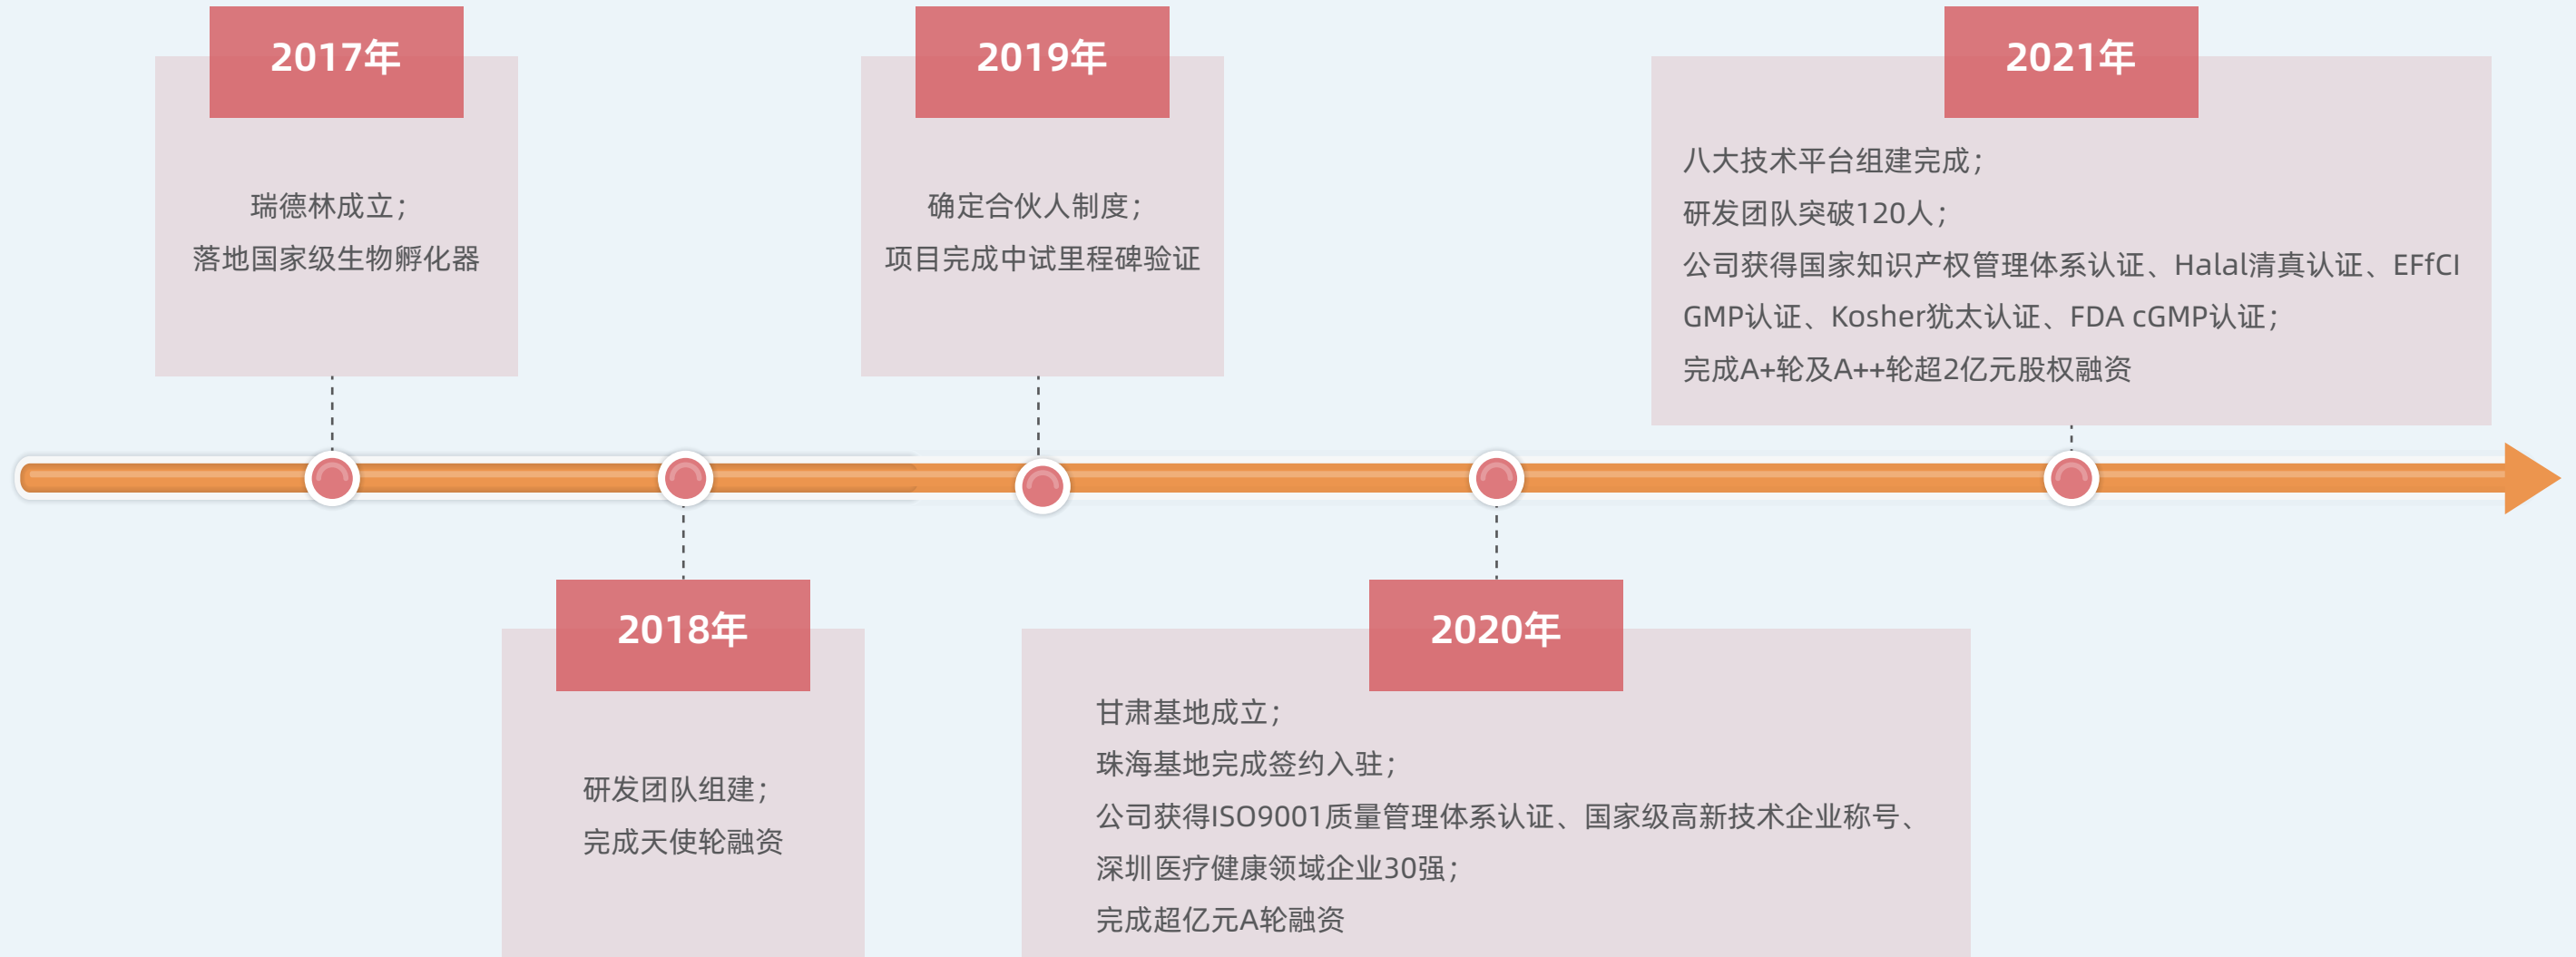 2017年
瑞德林成立；
落地国家级生物孵化器
2018年
研发团队组建；
完成天使轮融资
2019年
确定合伙人制度；
项目完成中试里程碑验证
2020年
甘肃基地成立；
珠海基地完成签约入驻；
公司获得ISO9001质量管理体系认证、国家级高新技术企业称号、
深圳医疗健康领域企业30强；
完成超亿元A轮融资
2021年
八大技术平台组建完成；
研发团队突破120人；
公司获得国家知识产权管理体系认证、Halal清真认证、EFfCI
GMP认证、Kosher犹太认证、FDA cGMP认证；
完成A+轮及A++轮超2亿元股权融资